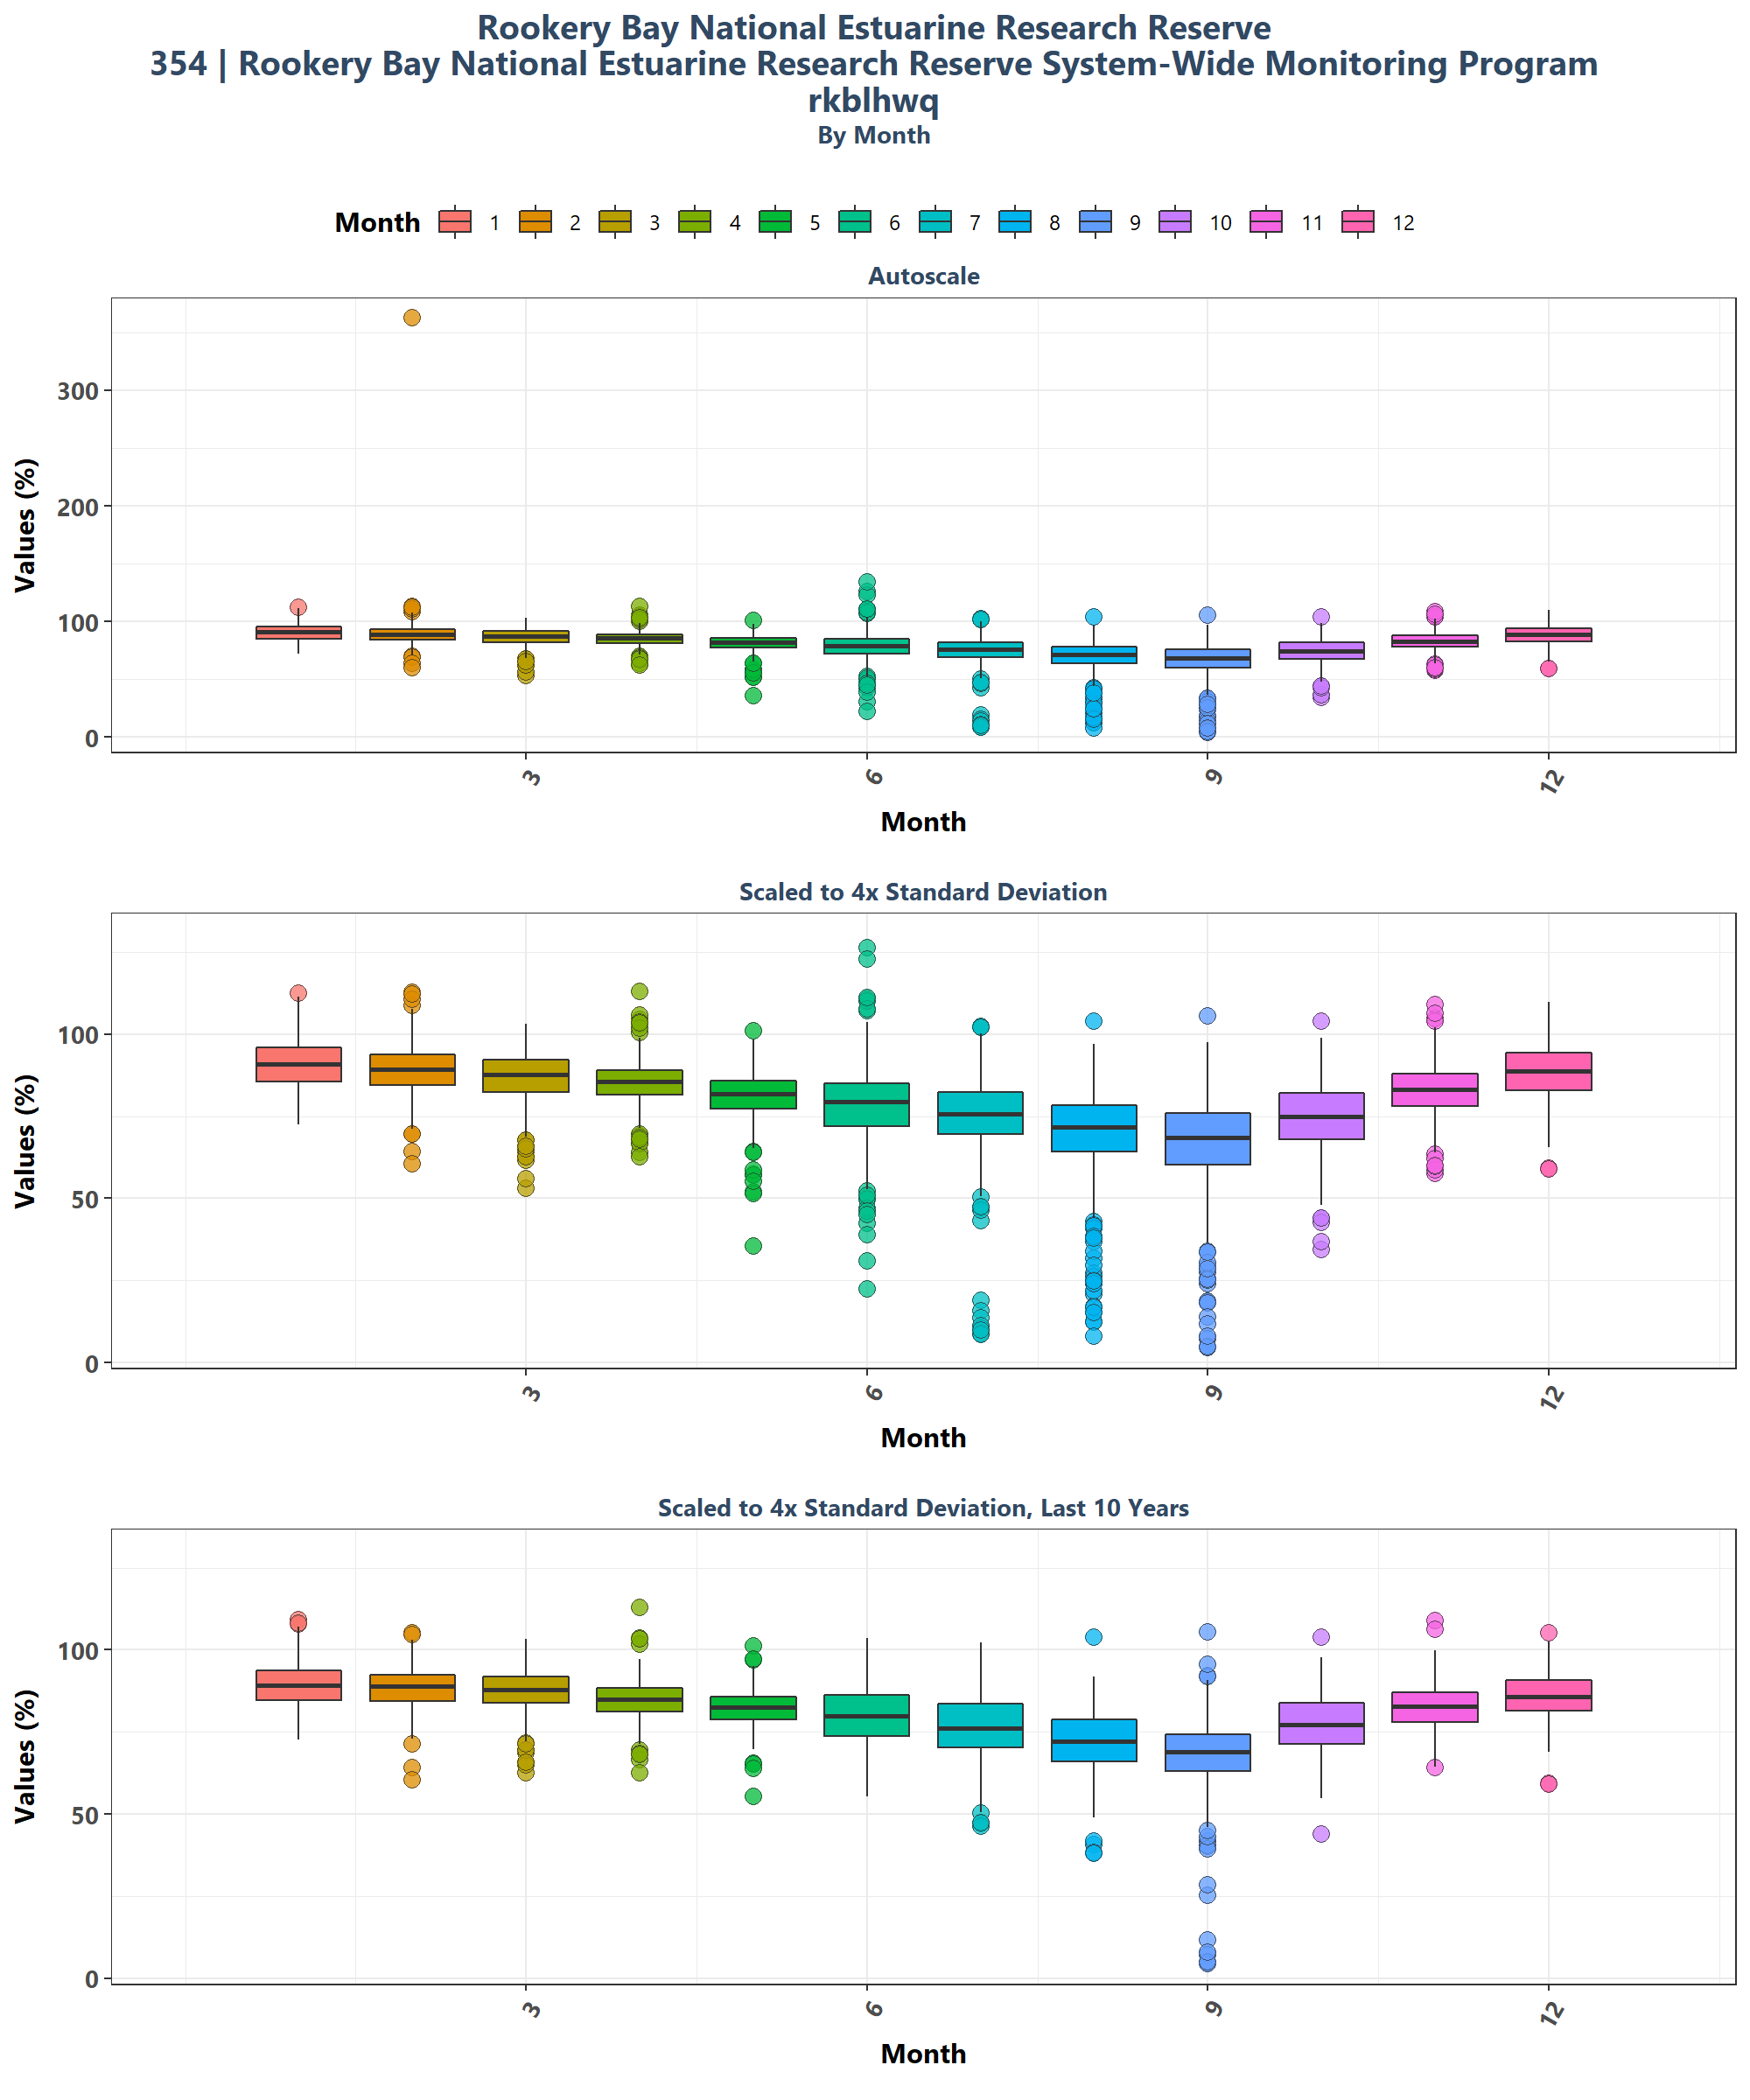 Rookery Bay National Estuarine Research Reserve
354 | Rookery Bay National Estuarine Research Reserve System-Wide Monitoring Program
rkblhwq
By Month
Month 1 2 3 4 5 6 7 8 9 10 11 12
Autoscale
Values (%)
300
200
100
0
3 6 9 12
Month
Scaled to 4x Standard Deviation
Values (%)
100
50
0
3 6 9 12
Month
Scaled to 4x Standard Deviation, Last 10 Years
Values (%)
100
50
0
3 6 9 12
Month